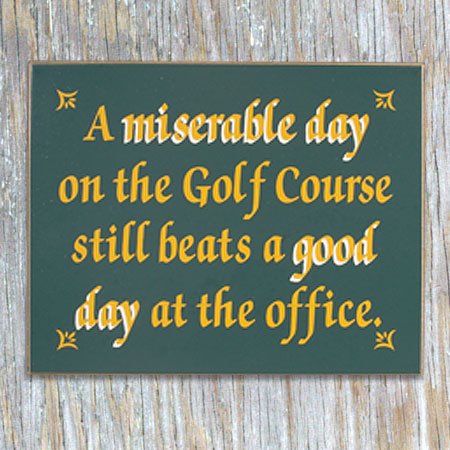 A miserable day
on the Golf Course
still beats a good
day at the office.